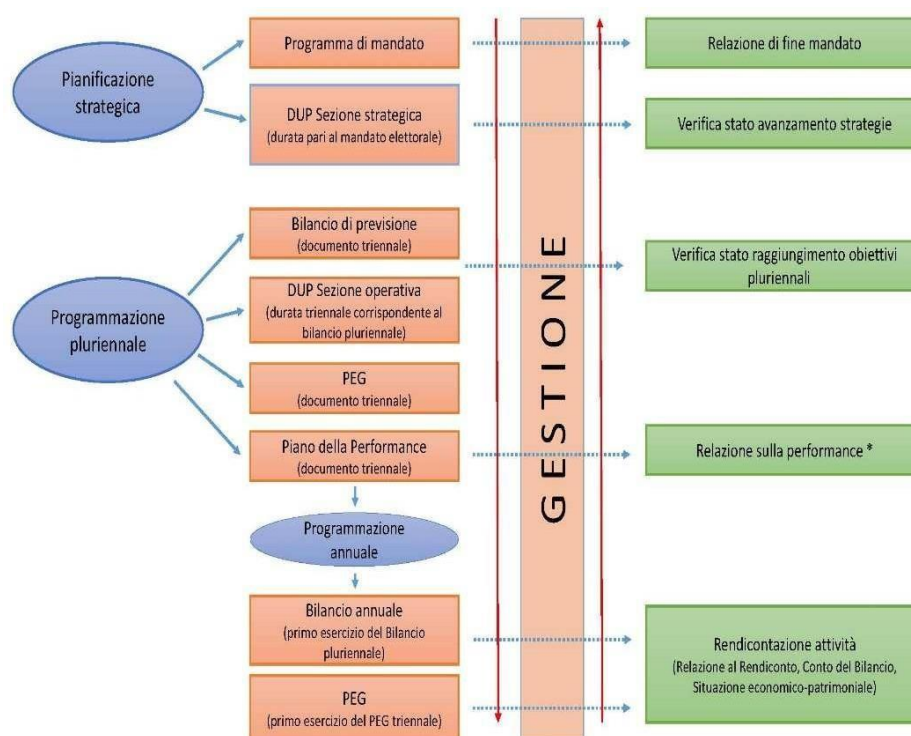 Pianificazione
strategica
Programma di mandato
Relazione di fine mandato
DUP Sezione strategica
(durata pari al mandato elettorale)
Verifica stato avanzamento strategie
Programmazione
pluriennale
Bilancio di previsione
(documento triennale)
DUP Sezione operativa
(durata triennale corrispondente al
bilancio pluriennale)
Verifica stato raggiungimento obiettivi
pluriennali
PEG
(documento triennale)
Piano della Performance
(documento triennale)
Relazione sulla performance *
GESTIONE
Programmazione
annuale
Bilancio annuale
(primo esercizio del Bilancio
pluriennale)
PEG
(primo esercizio del PEG triennale)
Rendicontazione attività
(Relazione al Rendiconto, Conto del Bilancio,
Situazione economico-patrimoniale)